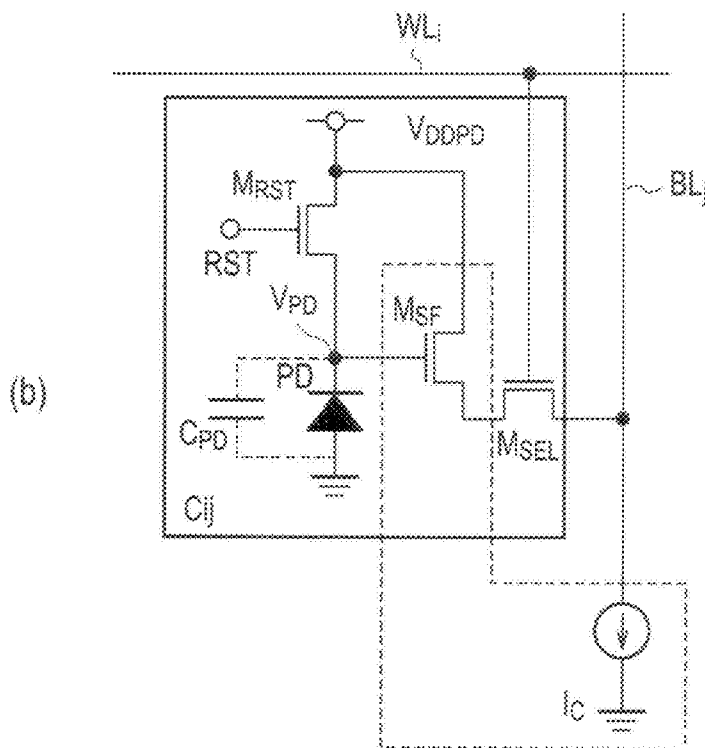 WLi
VDDPD
MRST
BLj
RST
VPD
MSF
(b)
PD
CPD
MSEL
Cij
IC